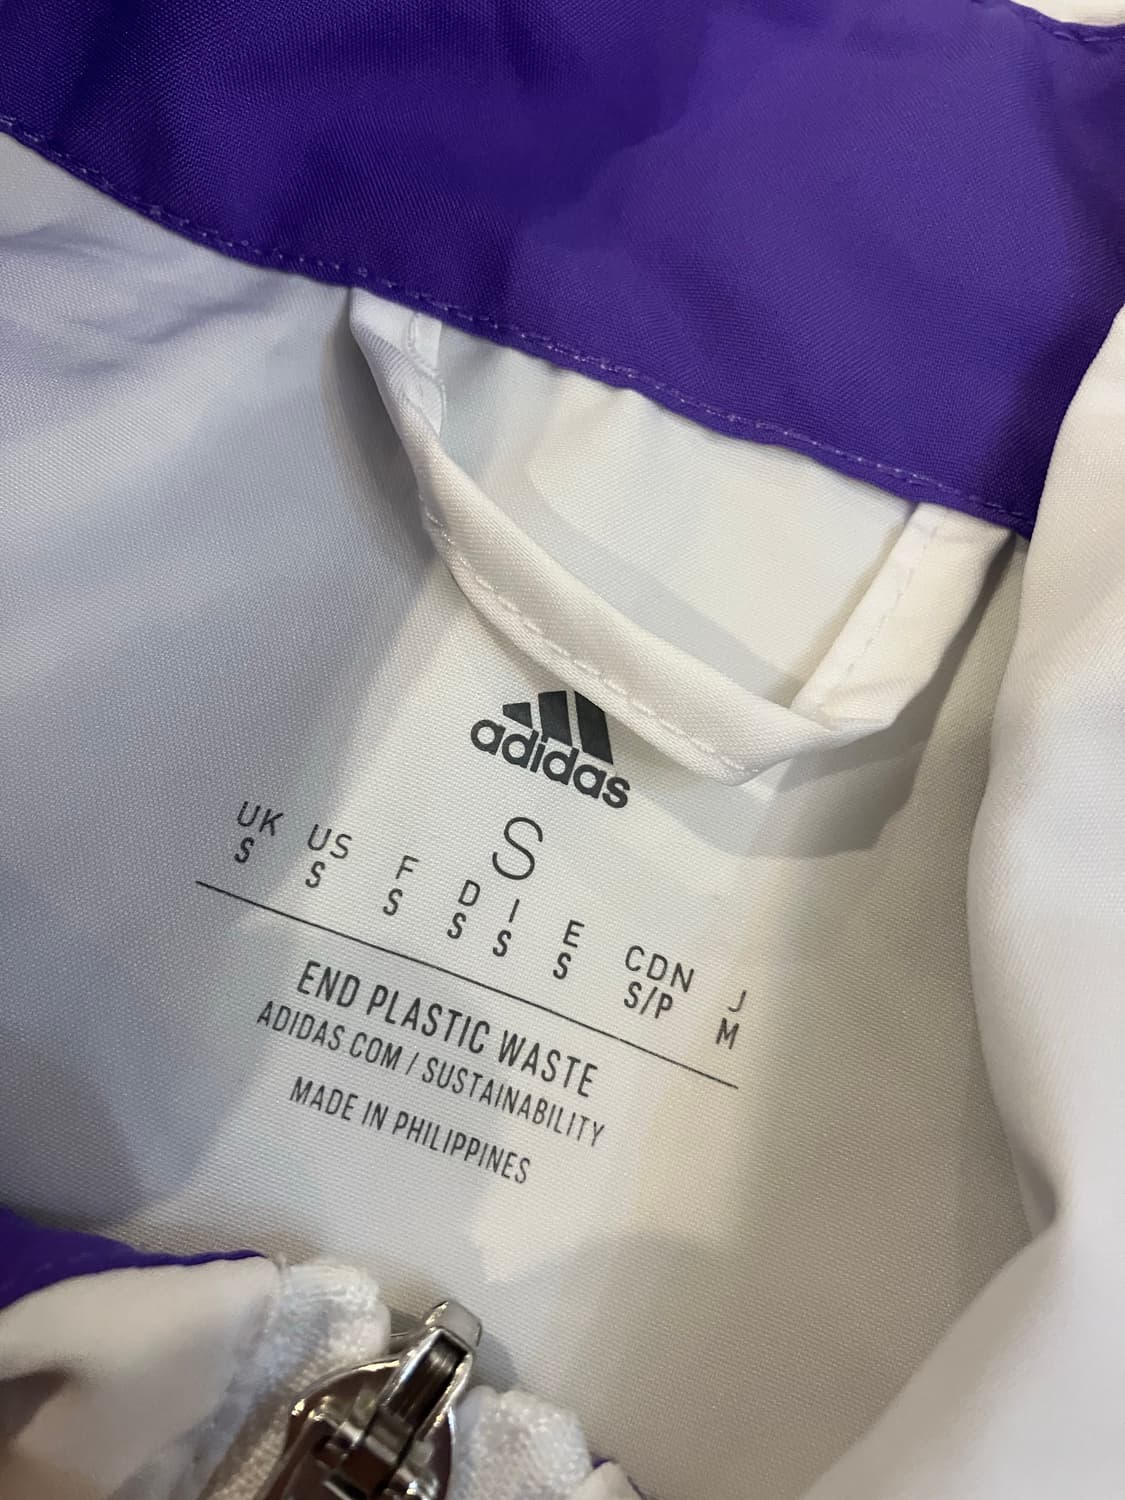 adidas
S
UK US F D I E CDN J
S S S S S S S/P M
END PLASTIC WASTE
ADIDAS.COM / SUSTAINABILITY
MADE IN PHILIPPINES